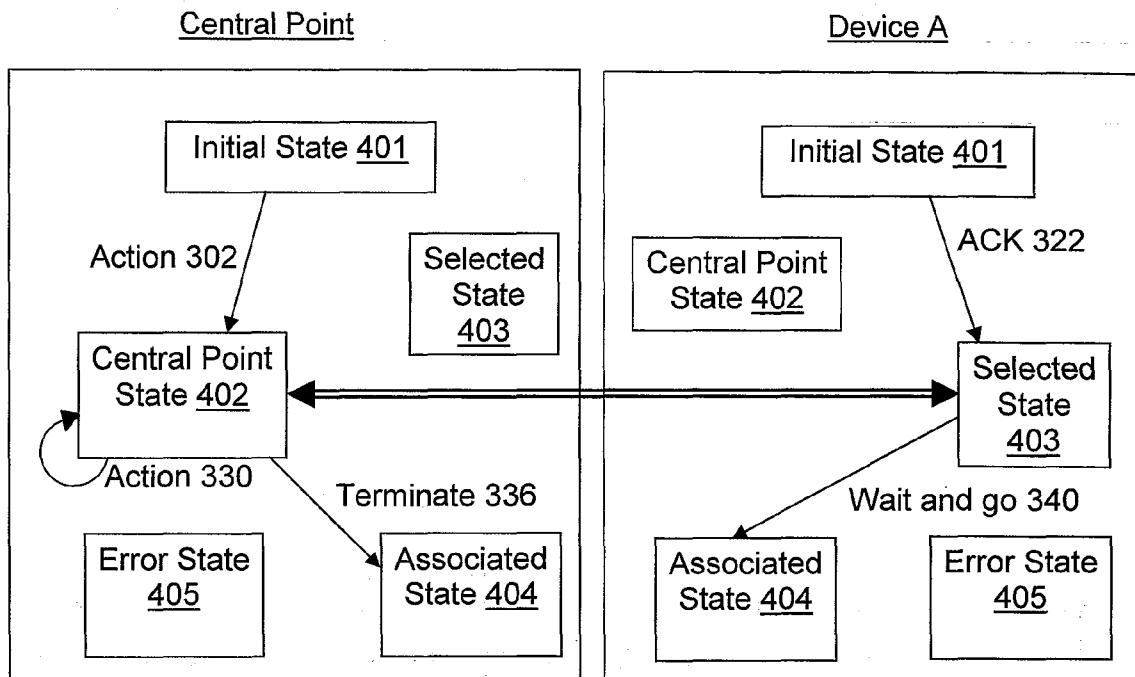 Central Point
Device A
Initial State 401
Action 302
Selected
State
403
Central Point
State 402
Action 330
Terminate 336
Error State
405
Associated
State 404
Initial State 401
ACK 322
Central Point
State 402
Selected
State
403
Wait and go 340
Associated
State 404
Error State
405